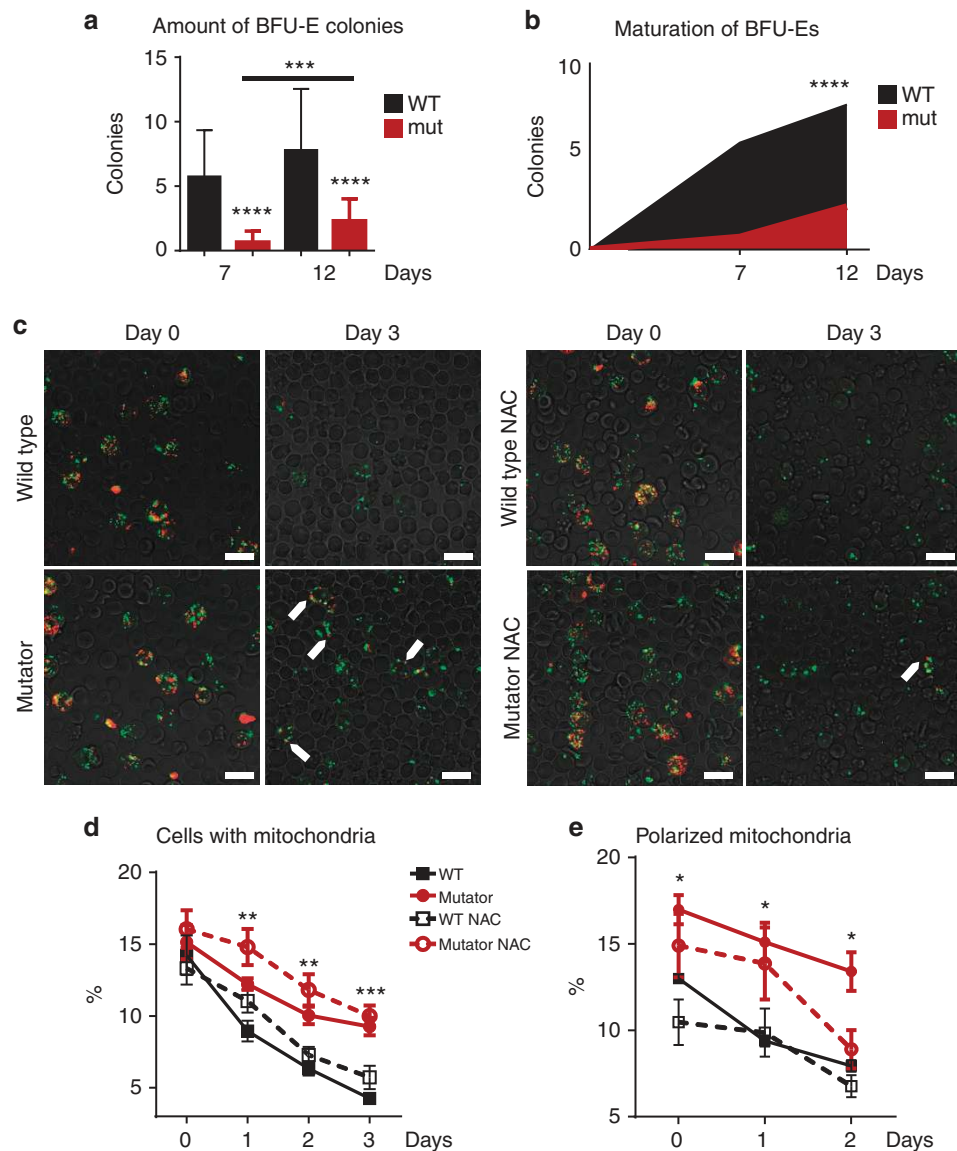 a
Amount of BFU-E colonies
15
10
5
0
Colonies
***
****
****
WT
mut
7
12
Days
b
Maturation of BFU-Es
10
5
0
Colonies
****
WT
mut
7
12
Days
c
Day 0
Day 3
Day 0
Day 3
Wild type
Wild type NAC
Mutator
Mutator NAC
d
Cells with mitochondria
20
15
10
5
%
**
**
***
WT
Mutator
WT NAC
Mutator NAC
0
1
2
3
Days
e
Polarized mitochondria
20
15
10
5
%
*
*
*
0
1
2
Days